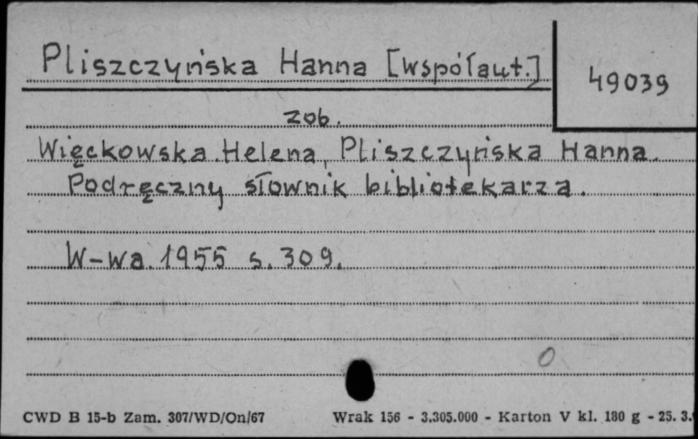 Pliszczyńska Hanna [współaut.]
49039
zob.
Więckowska Helena, Pliszczyńska Hanna.
Podręczny słownik bibliotekarza.
W-wa. 1955 s. 309.
0
CWD B 15-b Zam. 307/WD/On/67 Wrak 156 - 3.305.000 - Karton V kl. 180 g - 25. 3.